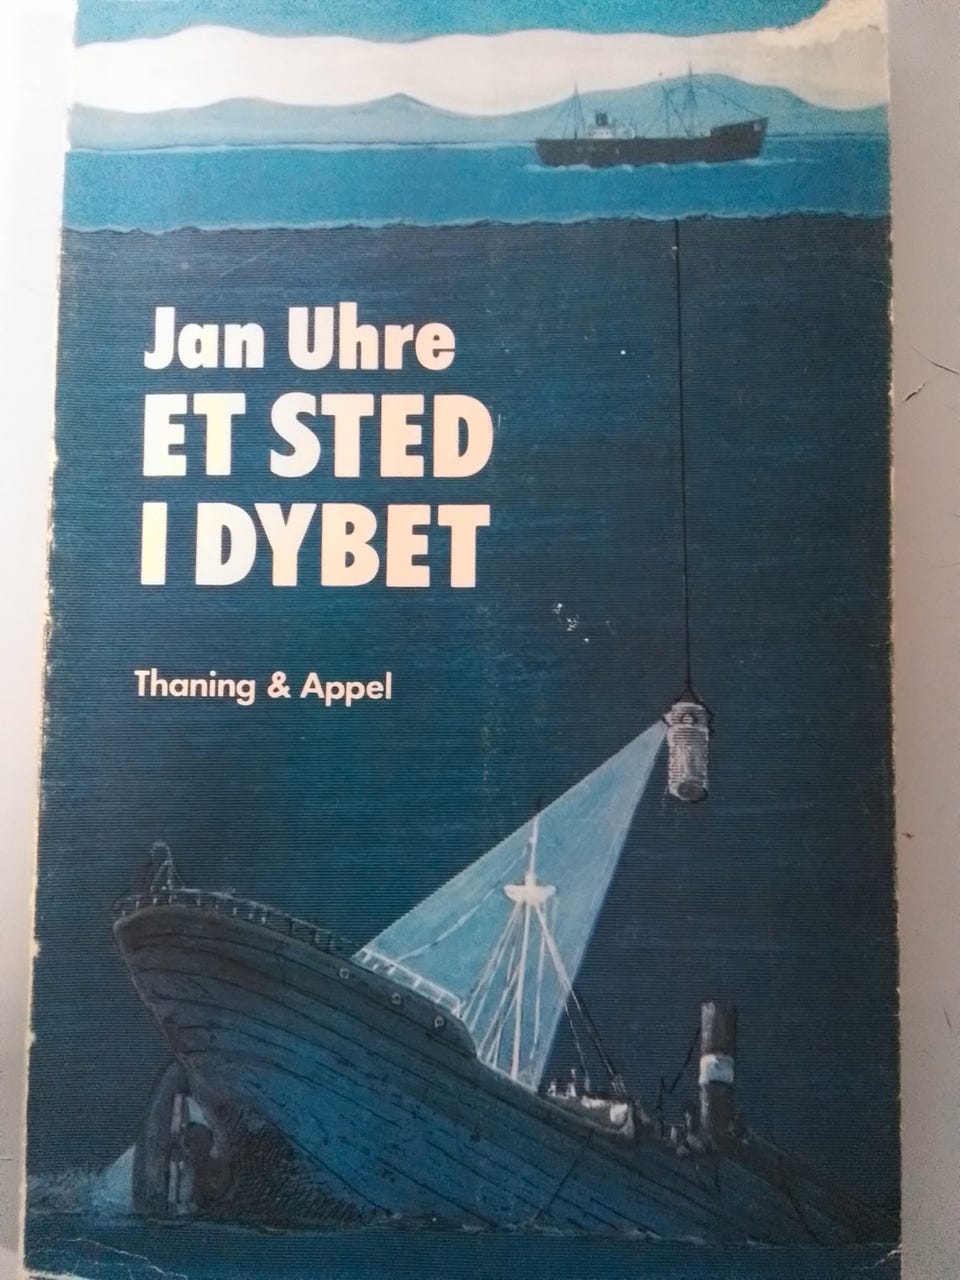 Jan Uhre
ET STED
I DYBET
Thaning & Appel